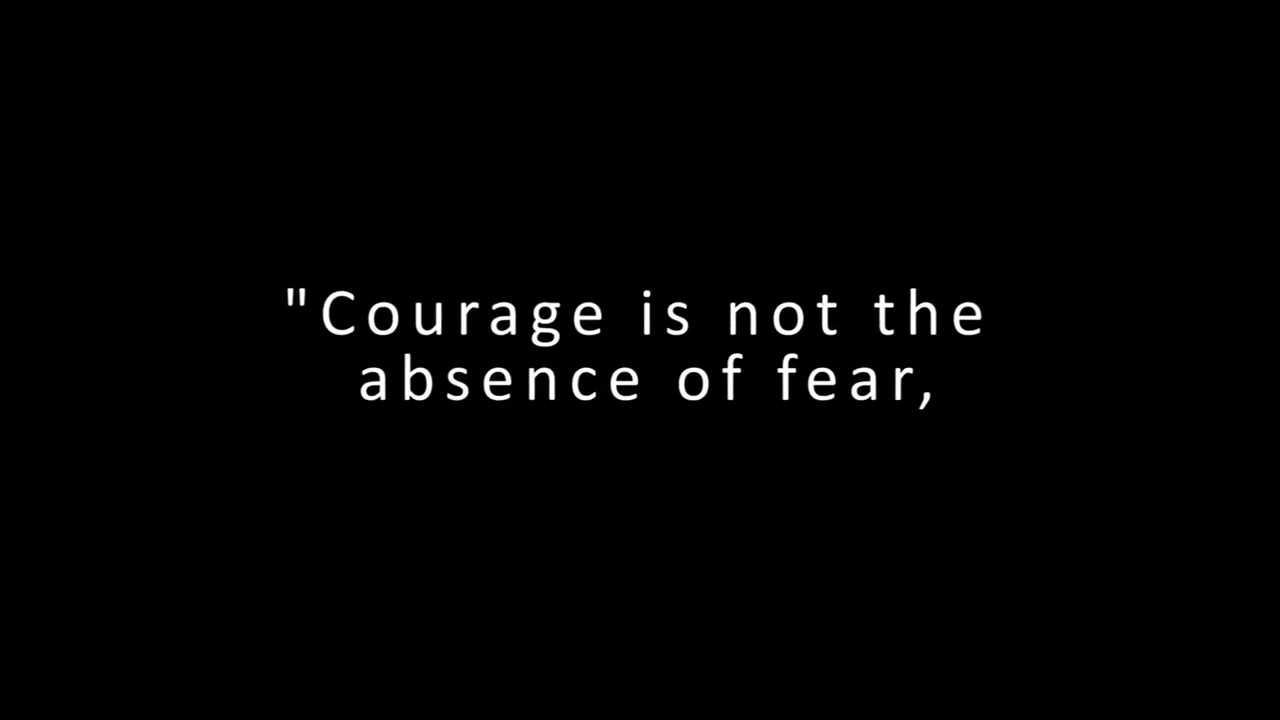 "Courage is not the
absence of fear,